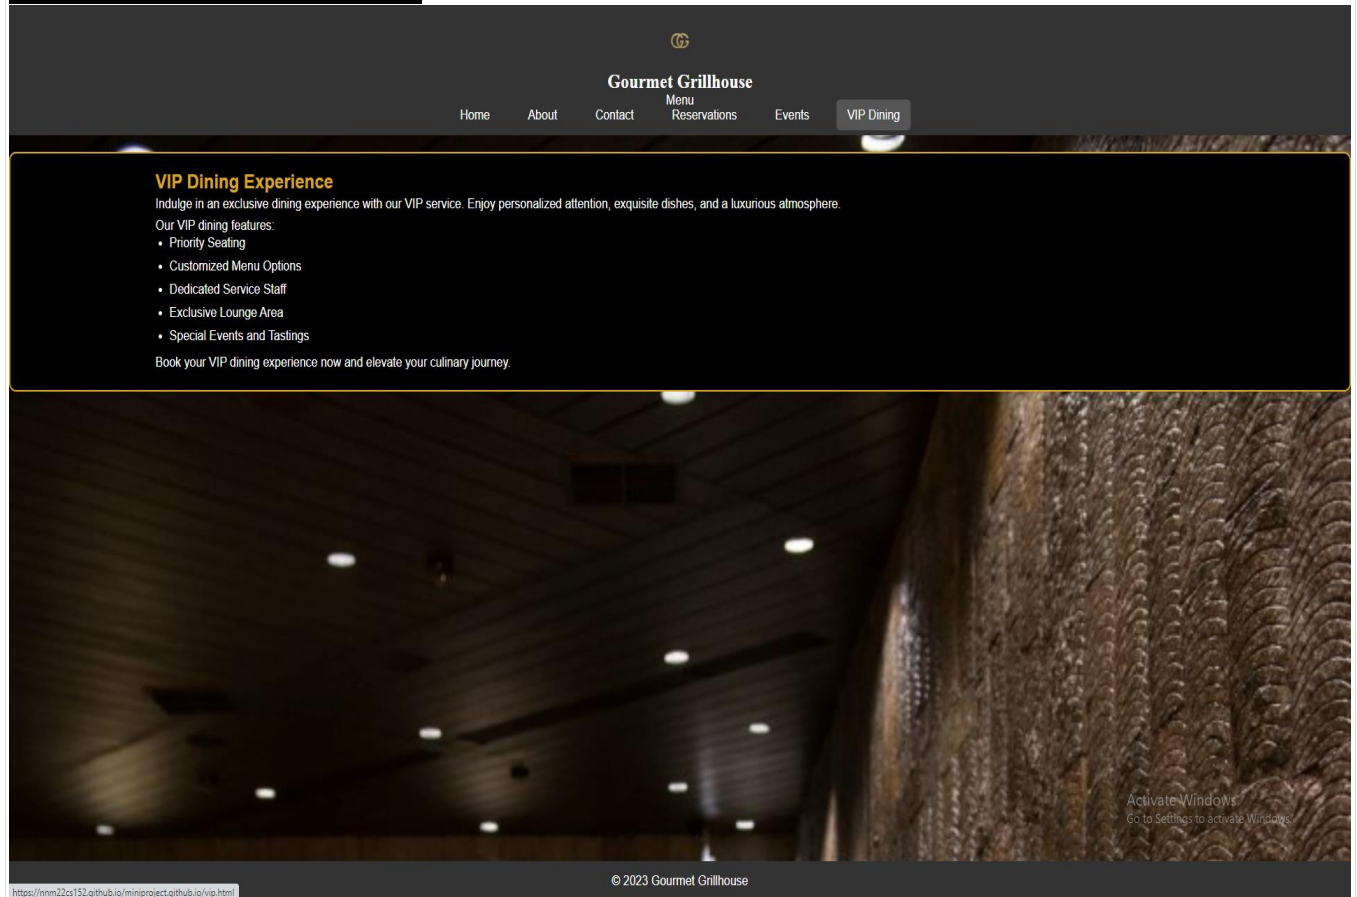 GG
Gourmet Grillhouse
Menu
Home About Contact Reservations Events VIP Dining
VIP Dining Experience
Indulge in an exclusive dining experience with our VIP service. Enjoy personalized attention, exquisite dishes, and a luxurious atmosphere.
Our VIP dining features:
• Priority Seating
• Customized Menu Options
• Dedicated Service Staff
• Exclusive Lounge Area
• Special Events and Tastings
Book your VIP dining experience now and elevate your culinary journey.
Activate Windows
Go to Settings to activate Windows.
© 2023 Gourmet Grillhouse
https://nnm22cs152.github.io/miniproject.github.io/vip.html